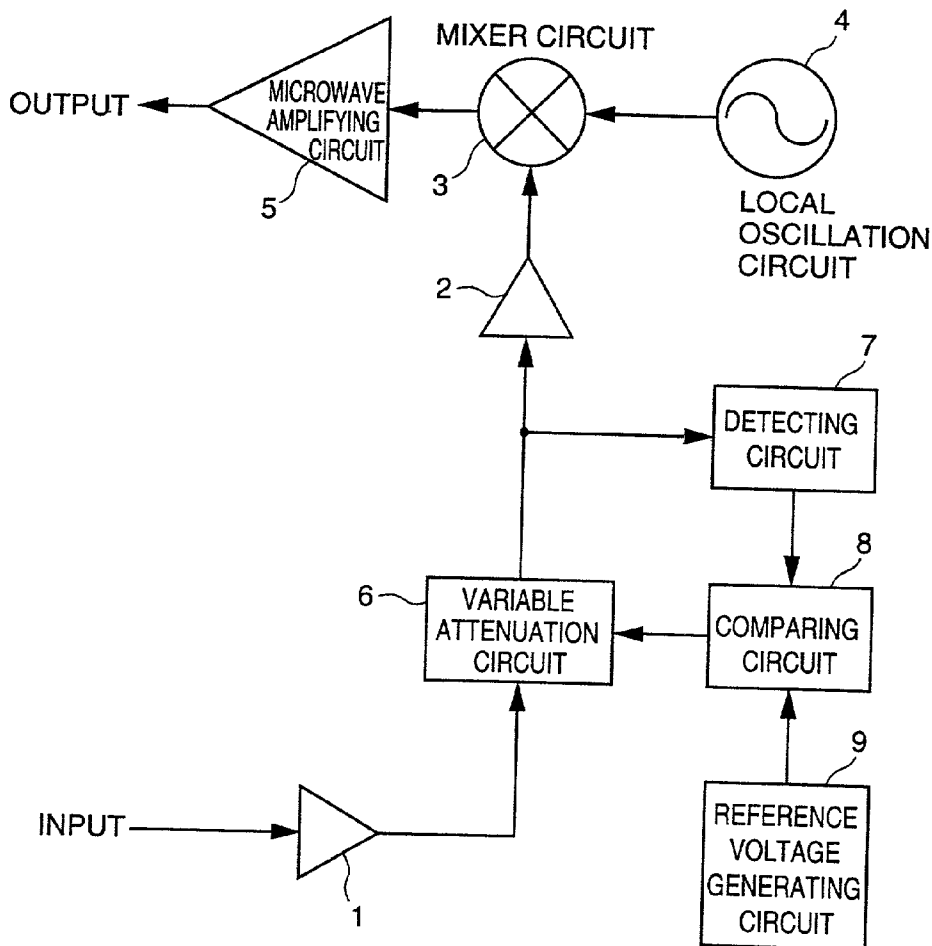 MIXER CIRCUIT
4
OUTPUT
MICROWAVE
AMPLIFYING
CIRCUIT
5
3
LOCAL
OSCILLATION
CIRCUIT
2
7
DETECTING
CIRCUIT
8
6
VARIABLE
ATTENUATION
CIRCUIT
COMPARING
CIRCUIT
9
INPUT
1
REFERENCE
VOLTAGE
GENERATING
CIRCUIT